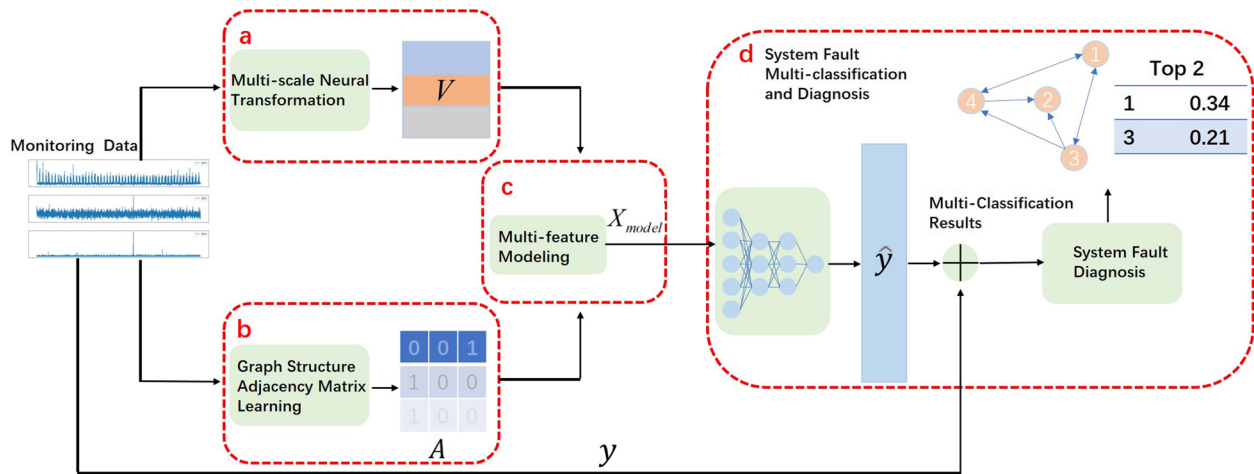 a
Multi-scale Neural
Transformation
V
Monitoring Data
b
Graph Structure
Adjacency Matrix
Learning
0 0 1
1 0 0
1 0 0
A
c
Multi-feature
Modeling
X_model
y
d
System Fault
Multi-classification
and Diagnosis
ŷ
Multi-Classification
Results
System Fault
Diagnosis
1
2
3
4
Top 2
1 0.34
3 0.21